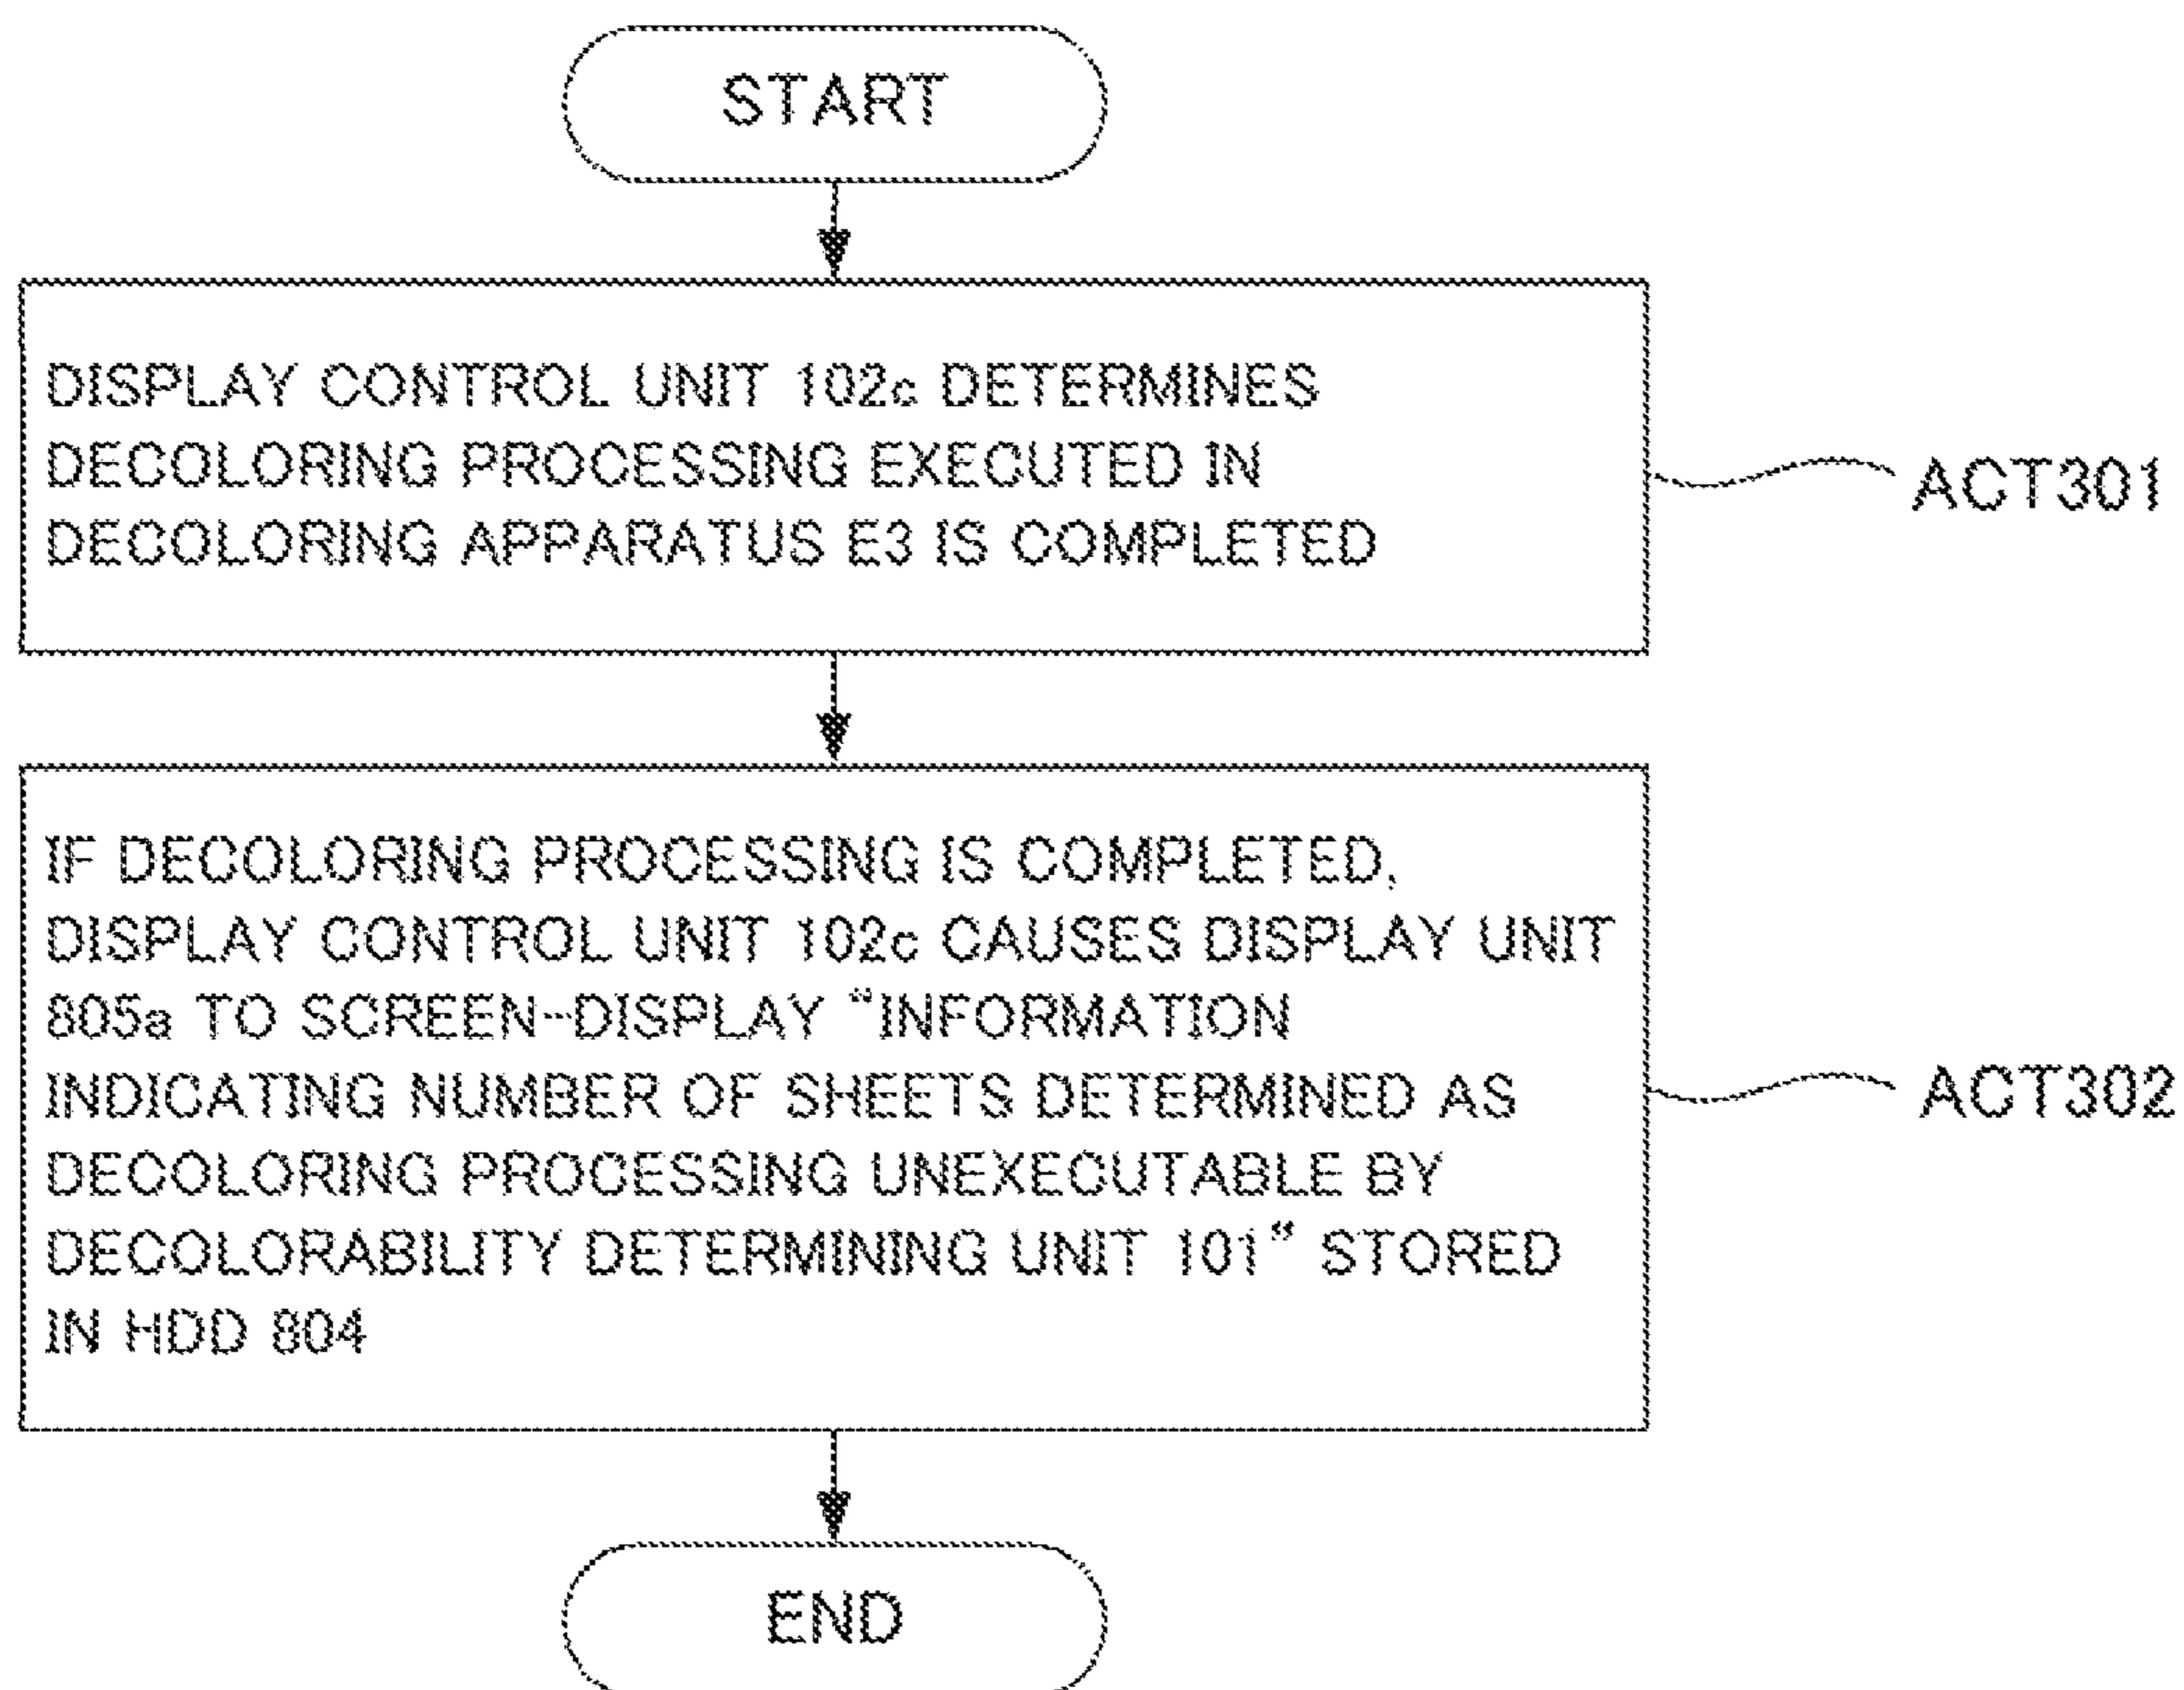 START
DISPLAY CONTROL UNIT 102c DETERMINES
DECOLORING PROCESSING EXECUTED IN
DECOLORING APPARATUS E3 IS COMPLETED
ACT301
IF DECOLORING PROCESSING IS COMPLETED,
DISPLAY CONTROL UNIT 102c CAUSES DISPLAY UNIT
805a TO SCREEN-DISPLAY “INFORMATION
INDICATING NUMBER OF SHEETS DETERMINED AS
DECOLORING PROCESSING UNEXECUTABLE BY
DECOLORABILITY DETERMINING UNIT 101” STORED
IN HDD 804
ACT302
END